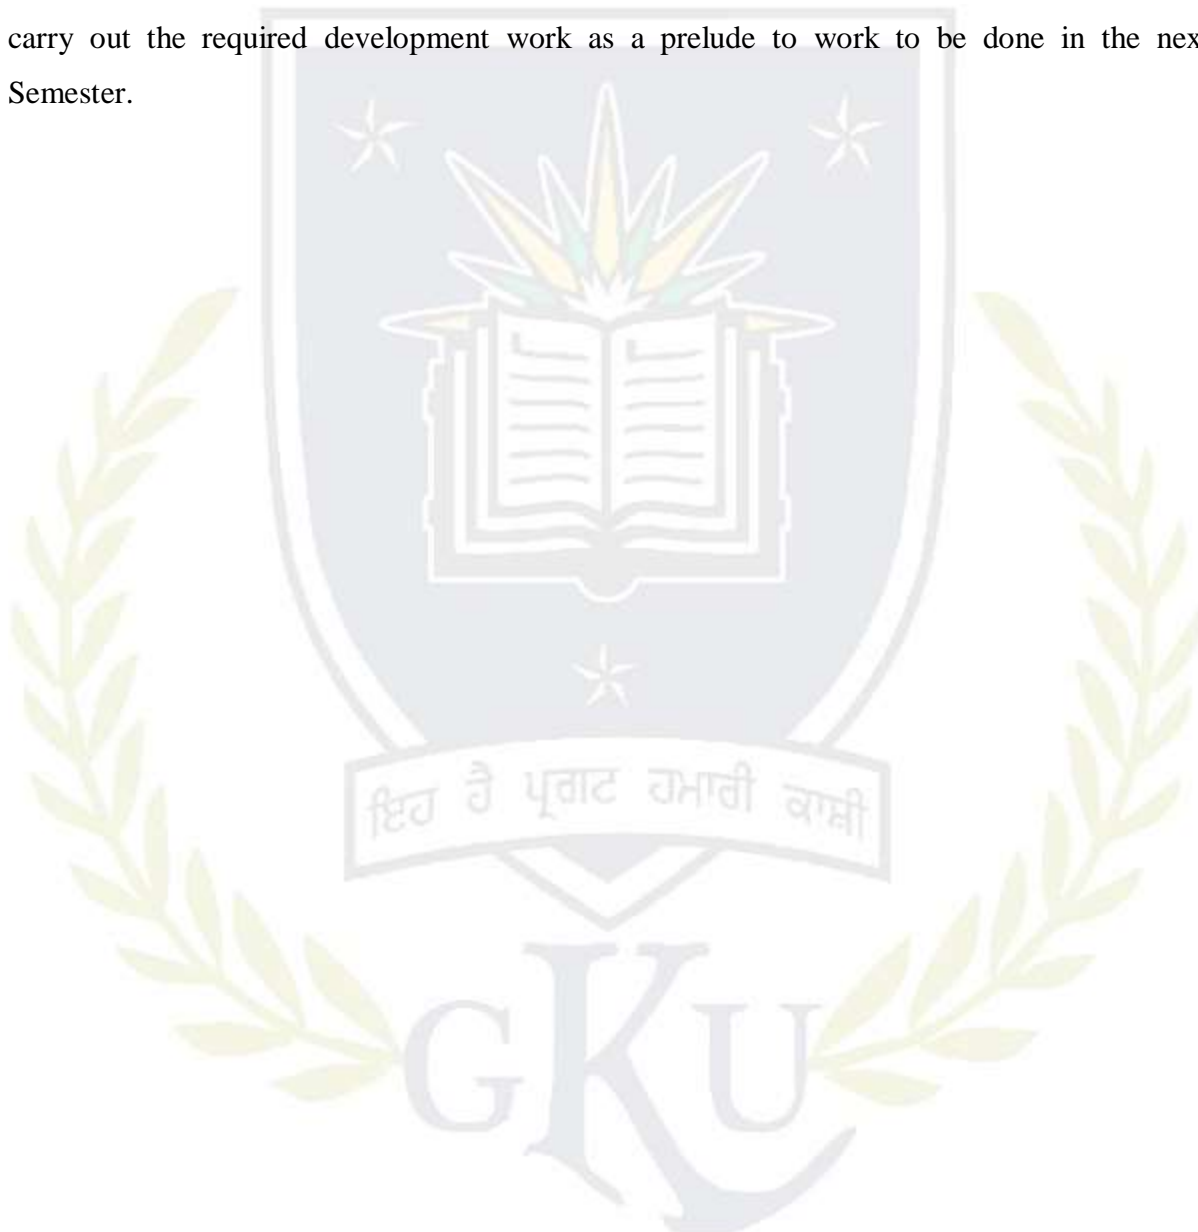 carry out the required development work as a prelude to work to be done in the nex
Semester.
ਇਹ ਹੈ ਪ੍ਰਗਟ ਹਮਾਰੀ ਕਾਸ਼ੀ
GKU